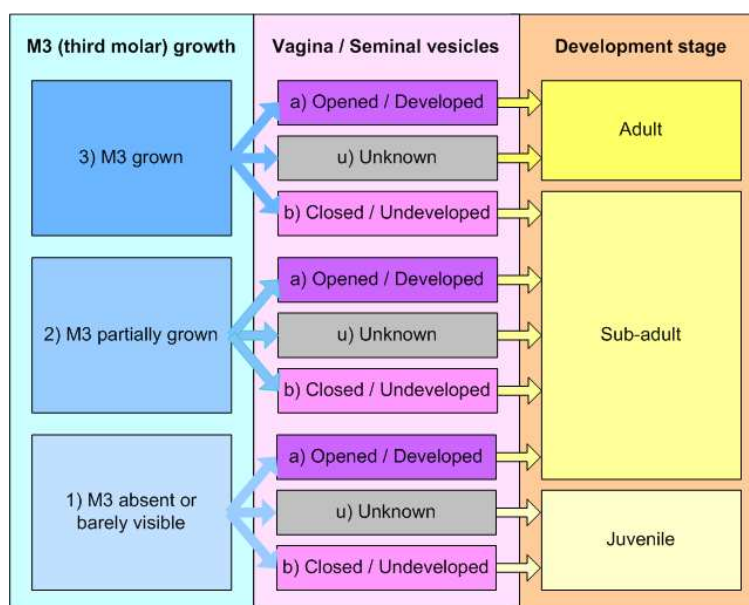 M3 (third molar) growth
Vagina / Seminal vesicles
Development stage
3) M3 grown
a) Opened / Developed
u) Unknown
b) Closed / Undeveloped
Adult
2) M3 partially grown
a) Opened / Developed
u) Unknown
b) Closed / Undeveloped
Sub-adult
1) M3 absent or
barely visible
a) Opened / Developed
u) Unknown
b) Closed / Undeveloped
Juvenile